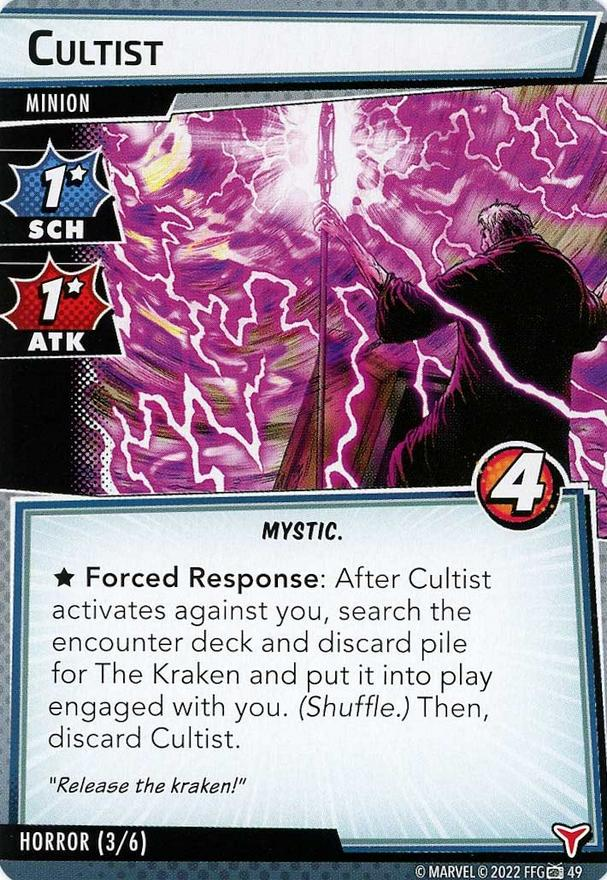 CULTIST
MINION
1★
SCH
1★
ATK
4
MYSTIC.
★ Forced Response: After Cultist
activates against you, search the
encounter deck and discard pile
for The Kraken and put it into play
engaged with you. (Shuffle.) Then,
discard Cultist.
"Release the kraken!"
HORROR (3/6)
© MARVEL © 2022 FFG 49